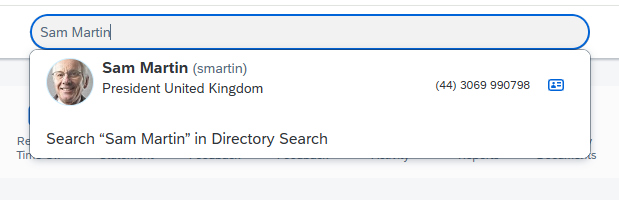 Sam Martin
Sam Martin (smartin)
President United Kingdom
(44) 3069 990798
Search “Sam Martin” in Directory Search